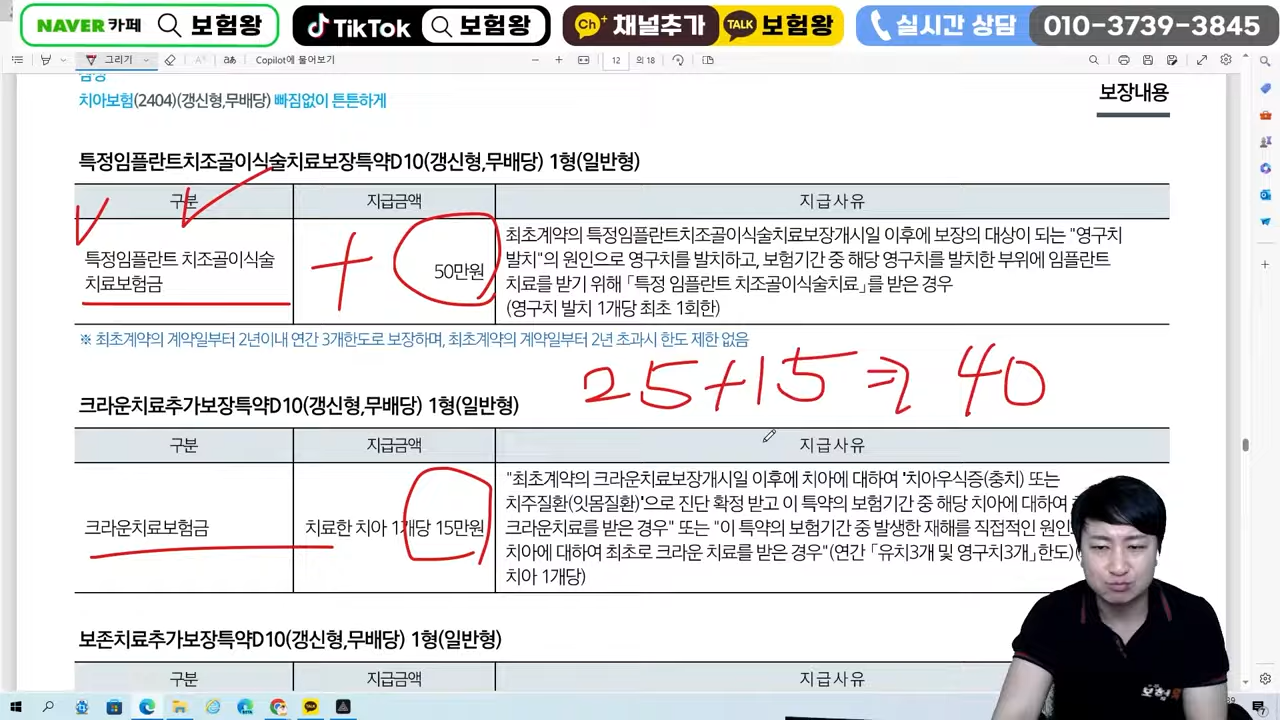 NAVER 카페 보험왕
TikTok 보험왕
Ch+ 채널추가 TALK 보험왕
실시간 상담 010-3739-3845
그리기
Copilot에 물어보기
12 의 18
치아보험(2404)(갱신형,무배당) 빠짐없이 튼튼하게
보장내용
특정임플란트치조골이식술치료보장특약D10(갱신형,무배당) 1형(일반형)
구분 지급금액 지급사유
특정임플란트 치조골이식술
치료보험금
+ 50만원
최초계약의 특정임플란트치조골이식술치료보장개시일 이후에 보장의 대상이 되는 "영구치
발치"의 원인으로 영구치를 발치하고, 보험기간 중 해당 영구치를 발치한 부위에 임플란트
치료를 받기 위해 「특정 임플란트 치조골이식술치료」를 받은 경우
(영구치 발치 1개당 최초 1회한)
※ 최초계약의 계약일부터 2년이내 연간 3개한도로 보장하며, 최초계약의 계약일부터 2년 초과시 한도 제한 없음
25+15⇒ 40
크라운치료추가보장특약D10(갱신형,무배당) 1형(일반형)
구분 지급금액 지급사유
크라운치료보험금
치료한 치아 1개당 15만원
"최초계약의 크라운치료보장개시일 이후에 치아에 대하여 '치아우식증(충치) 또는
치주질환(잇몸질환)'으로 진단 확정 받고 이 특약의 보험기간 중 해당 치아에 대하여
크라운치료를 받은 경우" 또는 "이 특약의 보험기간 중 발생한 재해를 직접적인 원인
치아에 대하여 최초로 크라운 치료를 받은 경우"(연간 「유치3개 및 영구치3개」한도)(
치아 1개당)
보존치료추가보장특약D10(갱신형,무배당) 1형(일반형)
구분 지급금액 지급사유
보험왕